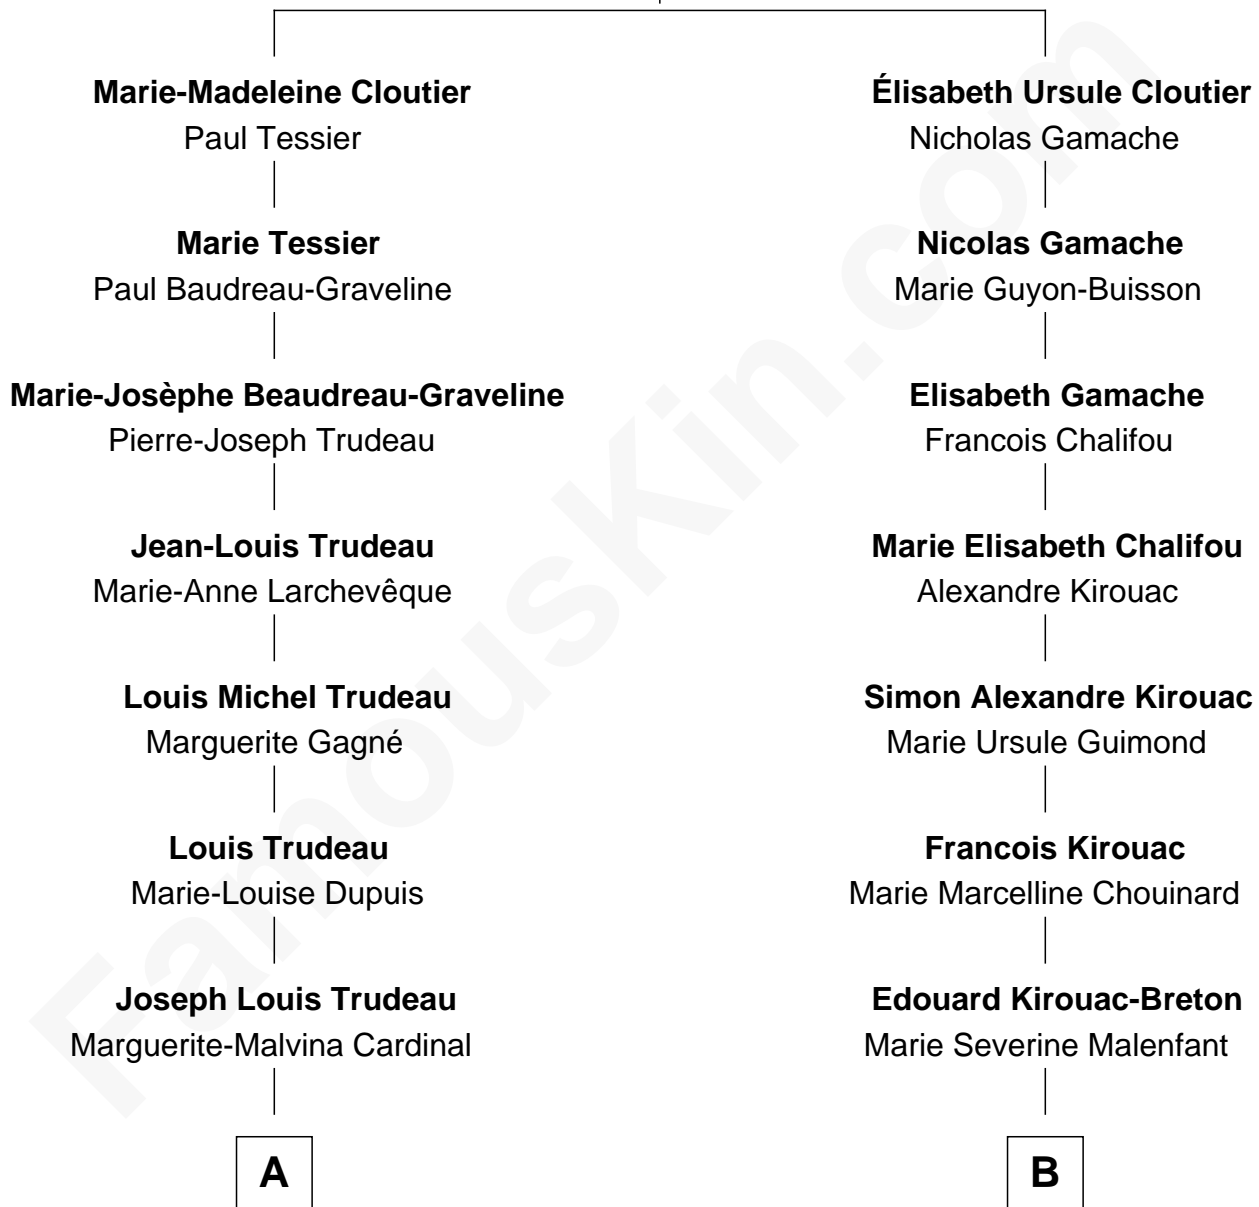 Marie-Madeleine Cloutier
Paul Tessier
Marie Tessier
Paul Baudreau-Graveline
Marie-Josèphe Beaudreau-Graveline
Pierre-Joseph Trudeau
Jean-Louis Trudeau
Marie-Anne Larchevêque
Louis Michel Trudeau
Marguerite Gagné
Louis Trudeau
Marie-Louise Dupuis
Joseph Louis Trudeau
Marguerite-Malvina Cardinal
A
Élisabeth Ursule Cloutier
Nicholas Gamache
Nicolas Gamache
Marie Guyon-Buisson
Elisabeth Gamache
Francois Chalifou
Marie Elisabeth Chalifou
Alexandre Kirouac
Simon Alexandre Kirouac
Marie Ursule Guimond
Francois Kirouac
Marie Marcelline Chouinard
Edouard Kirouac-Breton
Marie Severine Malenfant
B
FamousKin.com